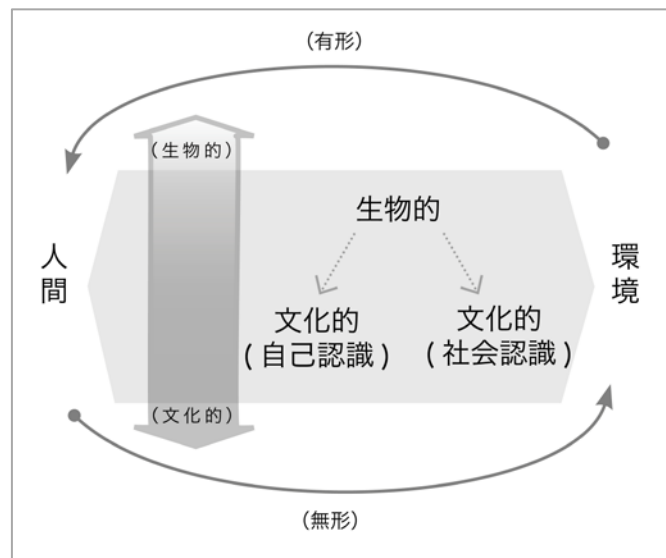 （有形）
（生物的）
生物的
人間
環境
文化的
（自己認識）
文化的
（社会認識）
（文化的）
（無形）